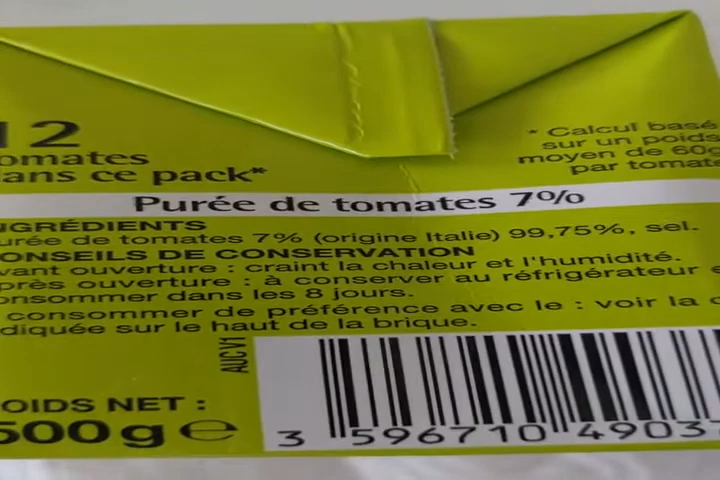 12
omates
ans ce pack*
* Calcul basé
sur un poids
moyen de 60g
par tomate
Purée de tomates 7%
NGRÉDIENTS
urée de tomates 7% (origine Italie) 99,75%, sel.
ONSEILS DE CONSERVATION
vant ouverture : craint la chaleur et l'humidité.
près ouverture : à conserver au réfrigérateur e
onsommer dans les 8 jours.
consommer de préférence avec le : voir la d
diquée sur le haut de la brique.
AUCV1
OIDS NET :
500g e
3 596710 49037